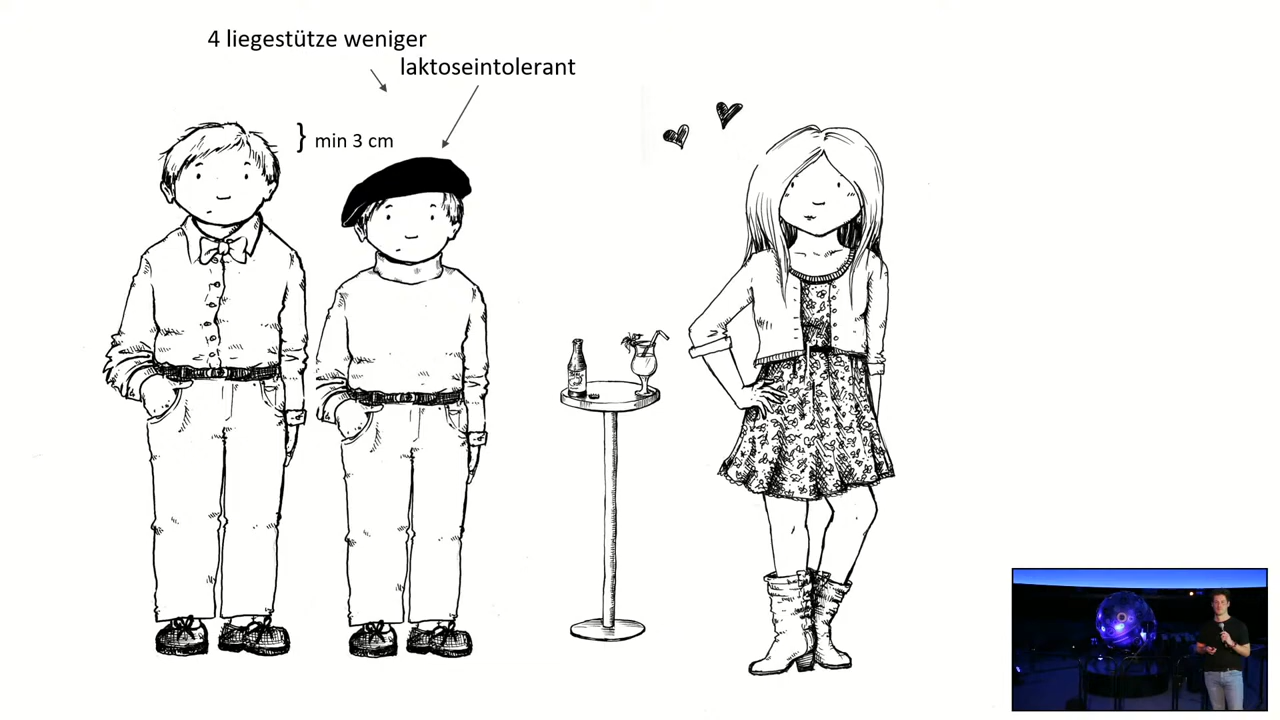 4 liegestütze weniger
laktoseintolerant
} min 3 cm